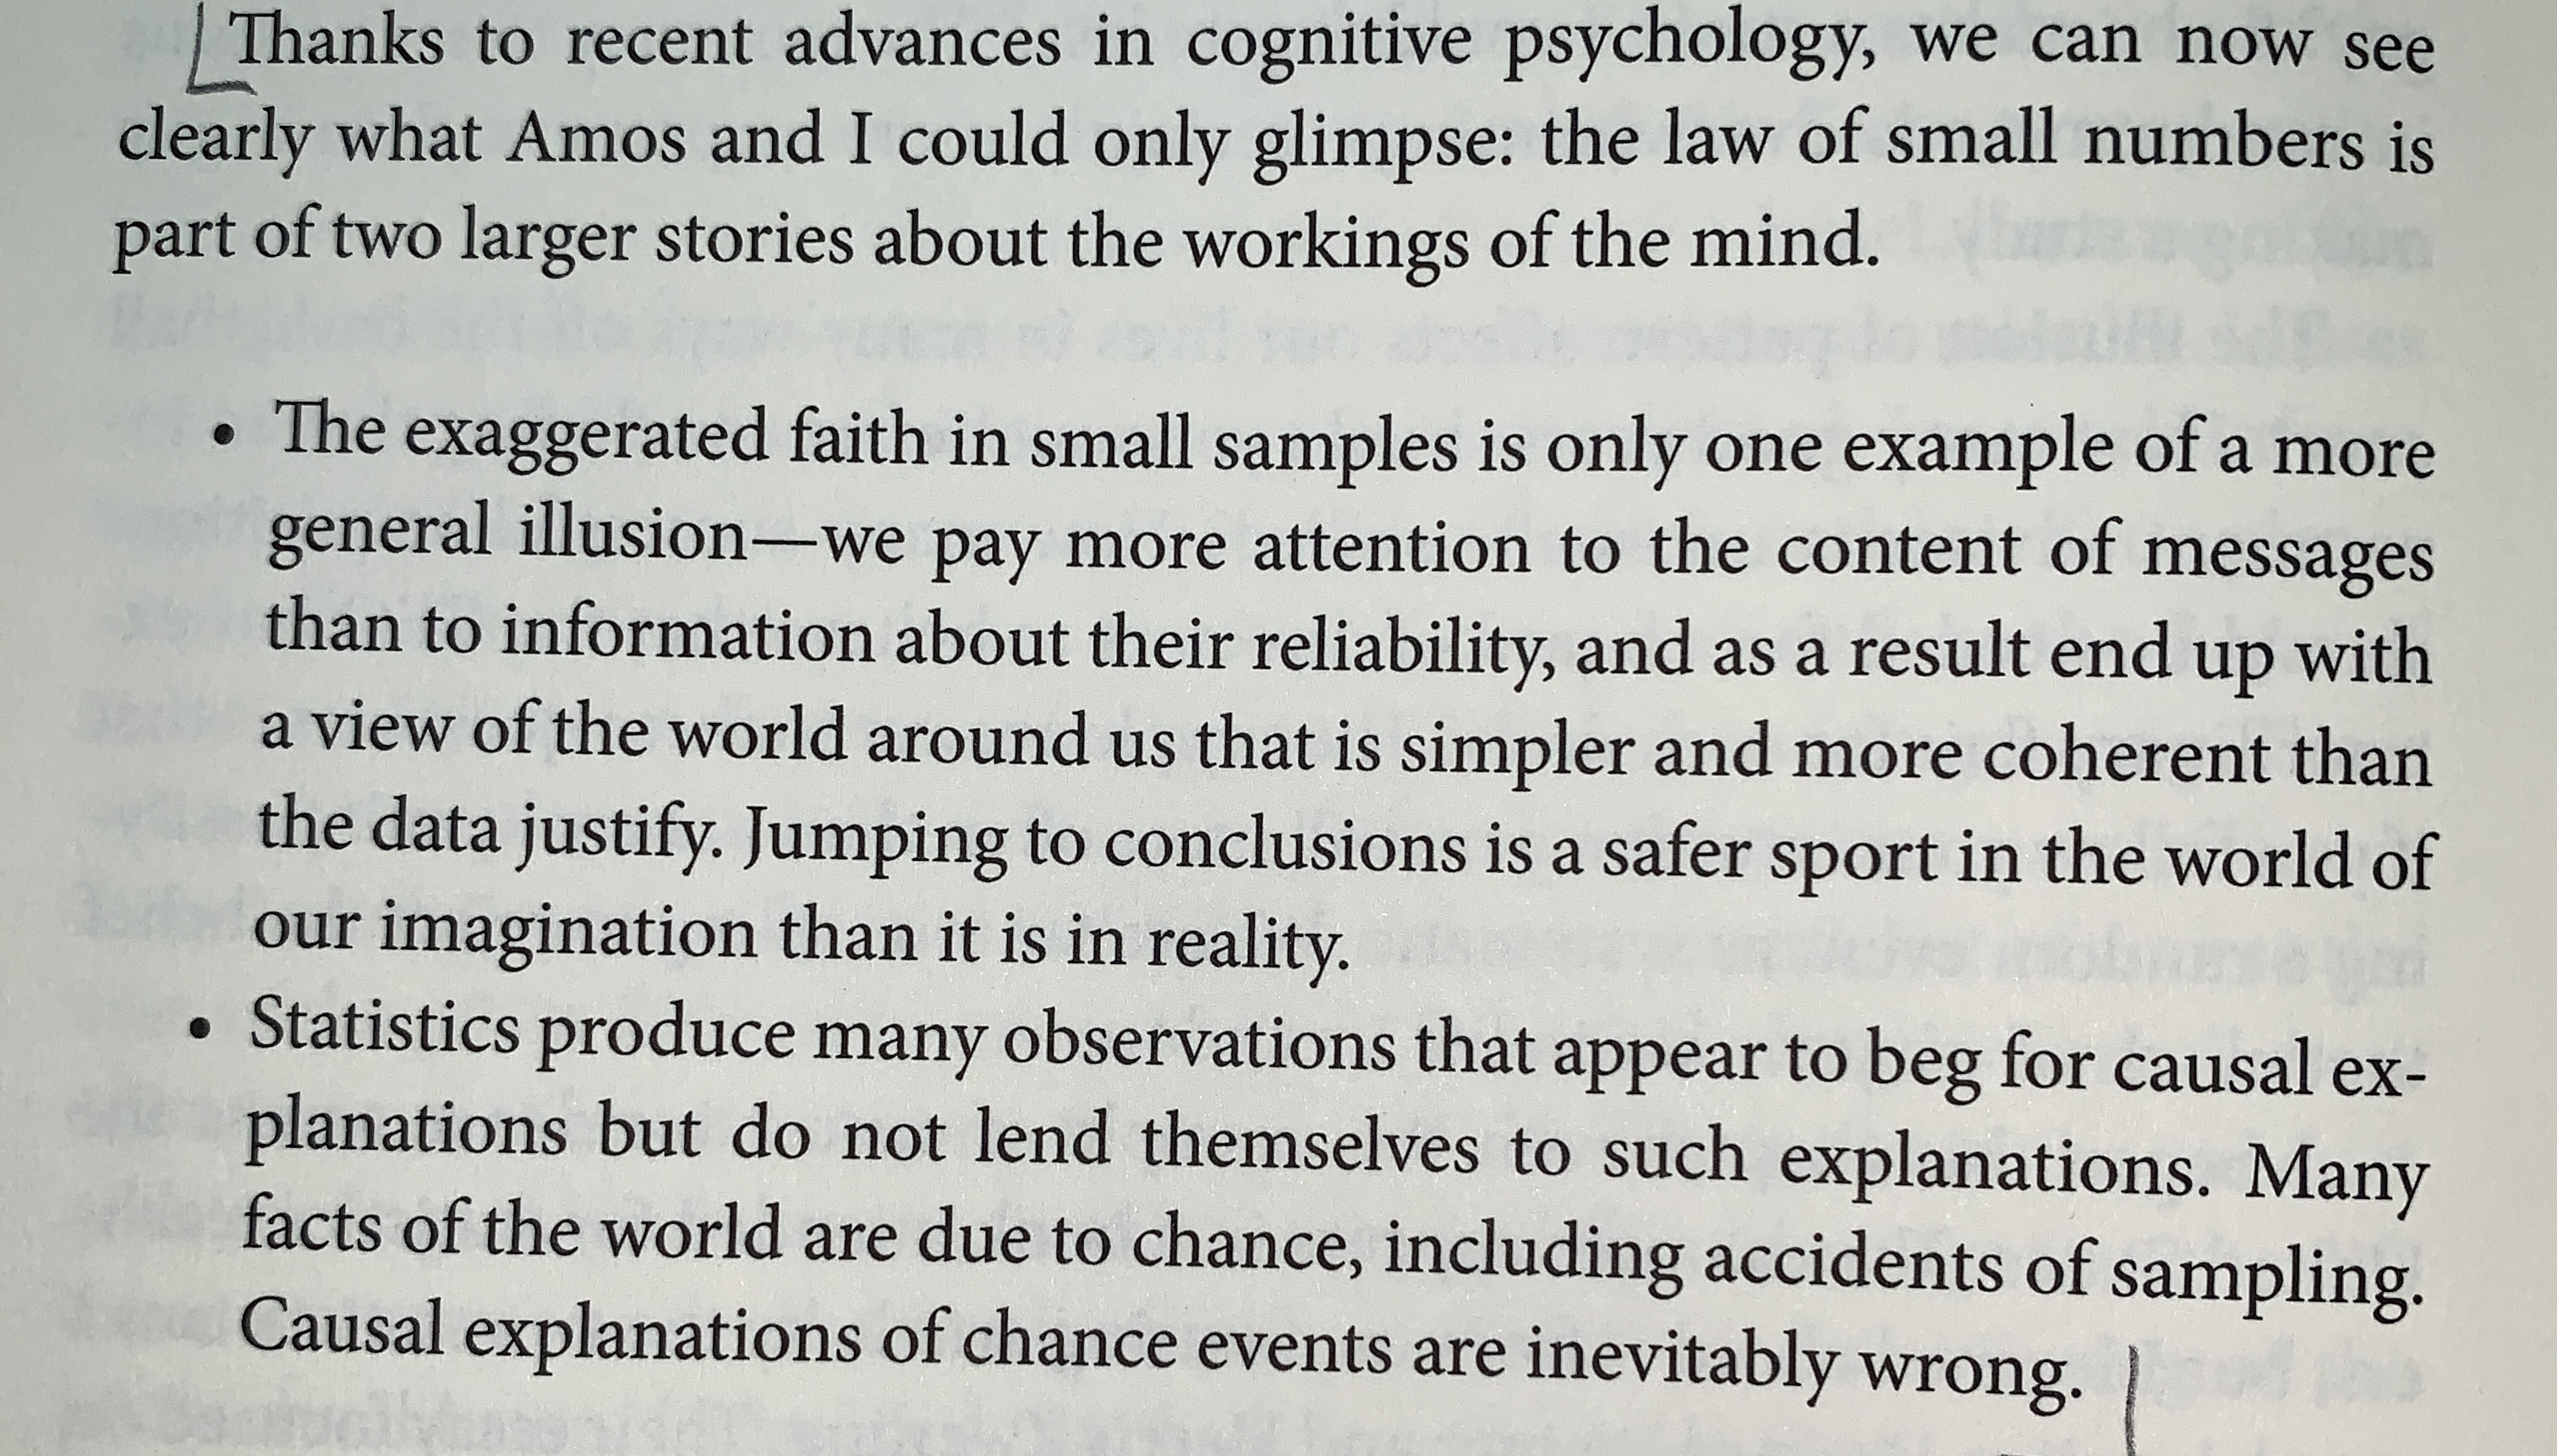 Thanks to recent advances in cognitive psychology, we can now see
clearly what Amos and I could only glimpse: the law of small numbers is
part of two larger stories about the workings of the mind.
• The exaggerated faith in small samples is only one example of a more
general illusion—we pay more attention to the content of messages
than to information about their reliability, and as a result end up with
a view of the world around us that is simpler and more coherent than
the data justify. Jumping to conclusions is a safer sport in the world of
our imagination than it is in reality.
• Statistics produce many observations that appear to beg for causal ex-
planations but do not lend themselves to such explanations. Many
facts of the world are due to chance, including accidents of sampling.
Causal explanations of chance events are inevitably wrong.